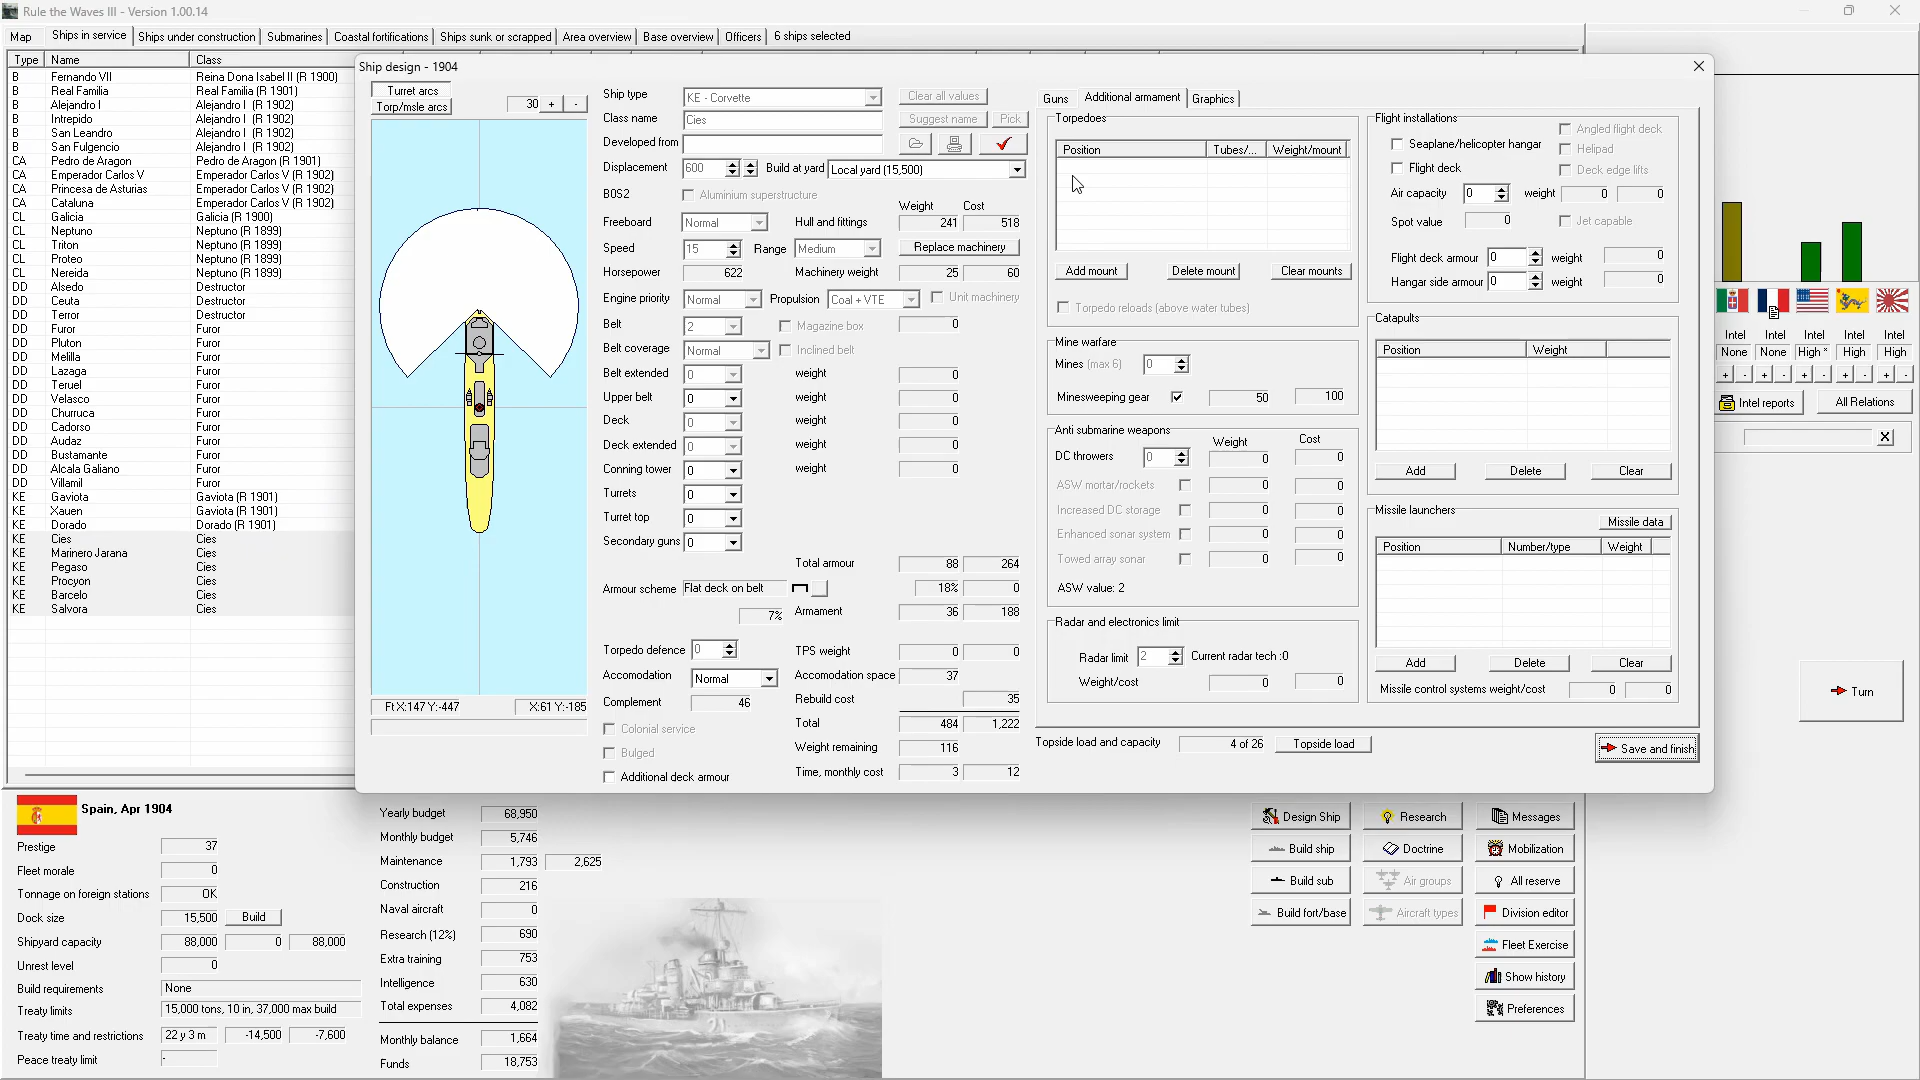 Rule the Waves III - Version 1.00.14
Map Ships in service Ships under construction Submarines Coastal fortifications Ships sunk or scrapped Area overview Base overview Officers 6 ships selected
Type Name Class
B Fernando VII Reina Dona Isabel II (R 1900)
B Real Familia Real Familia (R 1901)
B Alejandro I Alejandro I (R 1902)
B Intrepido Alejandro I (R 1902)
B San Leandro Alejandro I (R 1902)
B San Fulgencio Alejandro I (R 1902)
CA Pedro de Aragon Pedro de Aragon (R 1901)
CA Emperador Carlos V Emperador Carlos V (R 1902)
CA Princesa de Asturias Emperador Carlos V (R 1902)
CA Cataluna Emperador Carlos V (R 1902)
CL Galicia Galicia (R 1900)
CL Neptuno Neptuno (R 1899)
CL Triton Neptuno (R 1899)
CL Proteo Neptuno (R 1899)
CL Nereida Neptuno (R 1899)
DD Alsedo Destructor
DD Ceuta Destructor
DD Terror Destructor
DD Furor Furor
DD Pluton Furor
DD Melilla Furor
DD Lazaga Furor
DD Teruel Furor
DD Velasco Furor
DD Churruca Furor
DD Cadorso Furor
DD Audaz Furor
DD Bustamante Furor
DD Alcala Galiano Furor
DD Villamil Furor
KE Gaviota Gaviota (R 1901)
KE Xauen Gaviota (R 1901)
KE Dorado Dorado (R 1901)
KE Cies Cies
KE Marinero Jarana Cies
KE Pegaso Cies
KE Procyon Cies
KE Barcelo Cies
KE Salvora Cies
Ship design - 1904
Turret arcs
Torp/msle arcs
30 + -
Ft X:147 Y:-447 X:61 Y:-185
Ship type KE - Corvette Clear all values
Class name Cies Suggest name Pick
Developed from
Displacement 600 Build at yard Local yard (15,500)
B0S2 Aluminium superstructure
Weight Cost
Freeboard Normal Hull and fittings 241 518
Speed 15 Range Medium Replace machinery
Horsepower 622 Machinery weight 25 60
Engine priority Normal Propulsion Coal + VTE Unit machinery
Belt 2 Magazine box 0
Belt coverage Normal Inclined belt
Belt extended 0 weight 0
Upper belt 0 weight 0
Deck 0 weight 0
Deck extended 0 weight 0
Conning tower 0 weight 0
Turrets 0
Turret top 0
Secondary guns 0
Total armour 88 264
Armour scheme Flat deck on belt 18% 0
7% Armament 36 188
Torpedo defence 0 TPS weight 0 0
Accomodation Normal Accomodation space 37
Complement 46 Rebuild cost 35
Colonial service Total 484 1,222
Bulged Weight remaining 116
Additional deck armour Time, monthly cost 3 12
Guns Additional armament Graphics
Torpedoes
Position Tubes/... Weight/mount
Add mount Delete mount Clear mounts
Torpedo reloads (above water tubes)
Mine warfare
Mines (max 6) 0
Minesweeping gear 50 100
Anti submarine weapons
Weight Cost
DC throwers 0 0 0
ASW mortar/rockets 0 0
Increased DC storage 0 0
Enhanced sonar system 0 0
Towed array sonar 0 0
ASW value: 2
Radar and electronics limit
Radar limit 2 Current radar tech :0
Weight/cost 0 0
Topside load and capacity 4 of 26 Topside load
Flight installations
Seaplane/helicopter hangar Angled flight deck
Helipad
Flight deck Deck edge lifts
Air capacity 0 weight 0 0
Spot value 0 Jet capable
Flight deck armour 0 weight 0
Hangar side armour 0 weight 0
Catapults
Position Weight
Add Delete Clear
Missile launchers
Missile data
Position Number/type Weight
Add Delete Clear
Missile control systems weight/cost 0 0
Save and finish
Intel Intel Intel Intel Intel
None None High * High High
+ - + - + - + - + -
Intel reports All Relations
X
Turn
Spain, Apr 1904
Prestige 37
Fleet morale 0
Tonnage on foreign stations OK
Dock size 15,500 Build
Shipyard capacity 88,000 0 88,000
Unrest level 0
Build requirements None
Treaty limits 15,000 tons, 10 in, 37,000 max build
Treaty time and restrictions 22 y 3 m -14,500 -7,600
Peace treaty limit -
Yearly budget 68,950
Monthly budget 5,746
Maintenance 1,793 2,625
Construction 216
Naval aircraft 0
Research (12%) 690
Extra training 753
Intelligence 630
Total expenses 4,082
Monthly balance 1,664
Funds 18,753
Design Ship Research Messages
Build ship Doctrine Mobilization
Build sub Air groups All reserve
Build fort/base Aircraft types Division editor
Fleet Exercise
Show history
Preferences